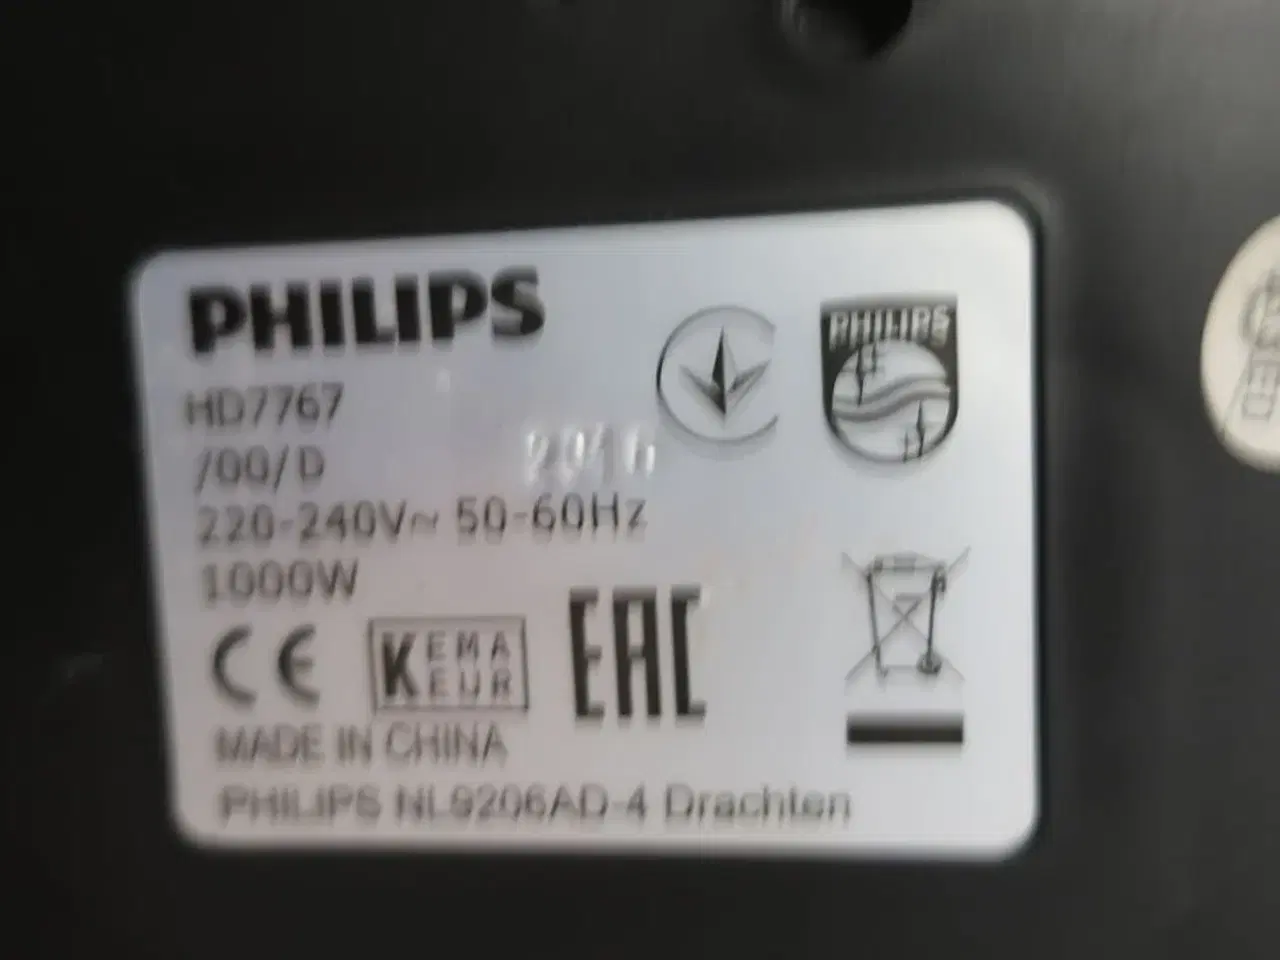 PHILIPS
PHILIPS
HD7767
/00/D
220-240V~ 50-60Hz
1000W
CE
KEMA
KEUR
EAC
MADE IN CHINA
PHILIPS NL9206AD-4 Drachten